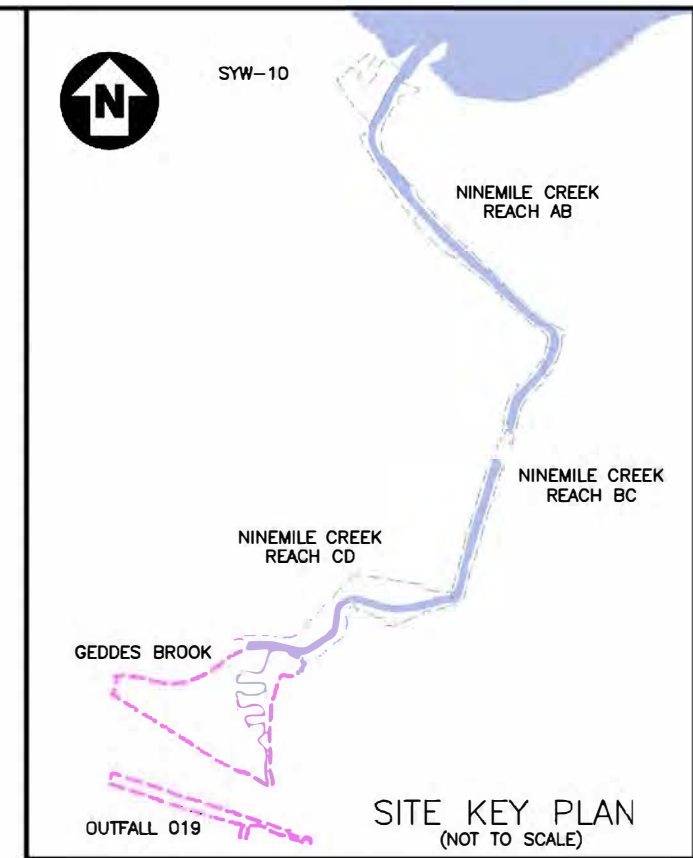 N
SYW-10
NINEMILE CREEK
REACH AB
NINEMILE CREEK
REACH BC
NINEMILE CREEK
REACH CD
GEDDES BROOK
OUTFALL 019
SITE KEY PLAN
(NOT TO SCALE)